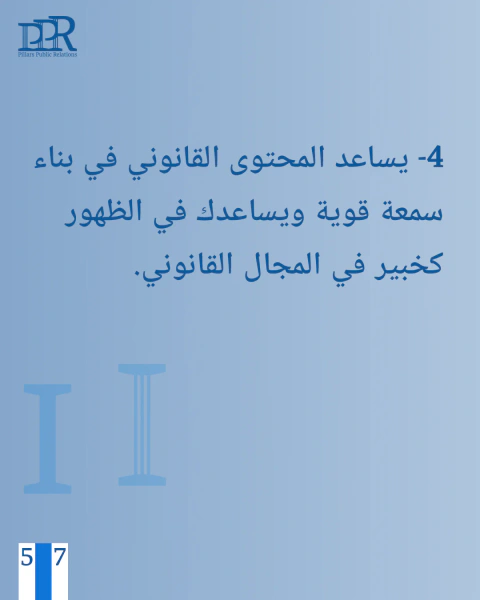 PPR
Pillars Public Relations
4- يساعد المحتوى القانوني في بناء
سمعة قوية ويساعدك في الظهور
كخبير في المجال القانوني.
5 7